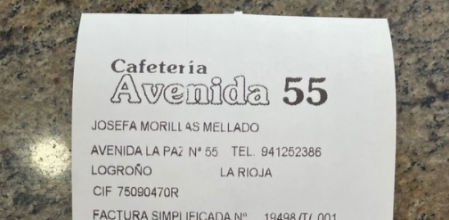 Cafetería
Avenida 55
JOSEFA MORILLAS MELLADO
AVENIDA LA PAZ Nº 55 TEL. 941252386
LOGROÑO LA RIOJA
CIF 75090470R
FACTURA SIMPLIFICADA Nº 19498/T/ 001